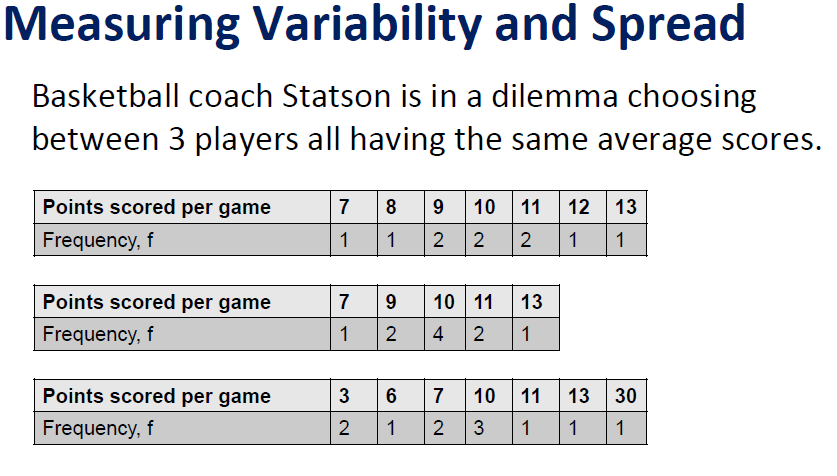 Measuring Variability and Spread
Basketball coach Statson is in a dilemma choosing
between 3 players all having the same average scores.
Points scored per game 7 8 9 10 11 12 13
Frequency, f 1 1 2 2 2 1 1
Points scored per game 7 9 10 11 13
Frequency, f 1 2 4 2 1
Points scored per game 3 6 7 10 11 13 30
Frequency, f 2 1 2 3 1 1 1